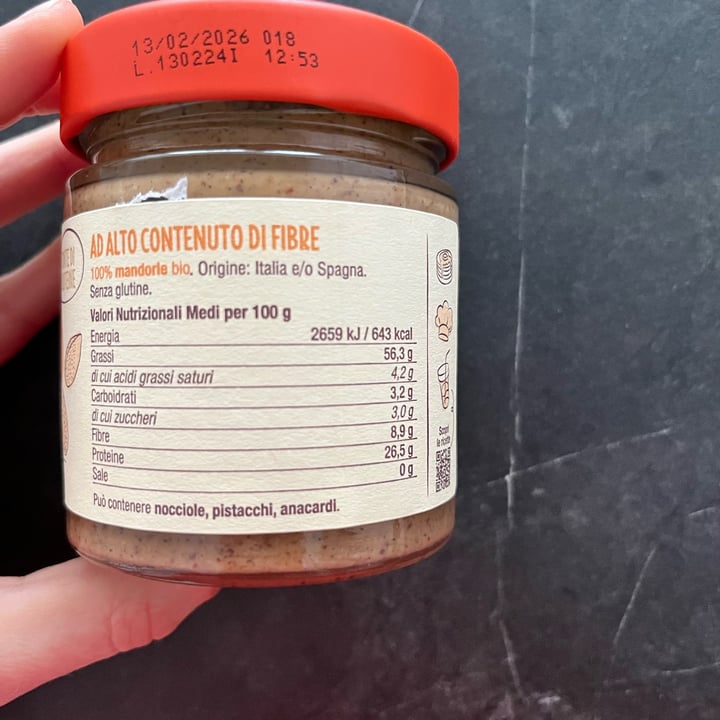 13/02/2026 018
L.130224I 12:53
AD ALTO CONTENUTO DI FIBRE
100% mandorle bio. Origine: Italia e/o Spagna.
Senza glutine.
Valori Nutrizionali Medi per 100 g
Energia 2659 kJ / 643 kcal
Grassi 56,3 g
di cui acidi grassi saturi 4,2 g
Carboidrati 3,2 g
di cui zuccheri 3,0 g
Fibre 8,9 g
Proteine 26,5 g
Sale 0 g
Può contenere nocciole, pistacchi, anacardi.
Scopri
le ricette